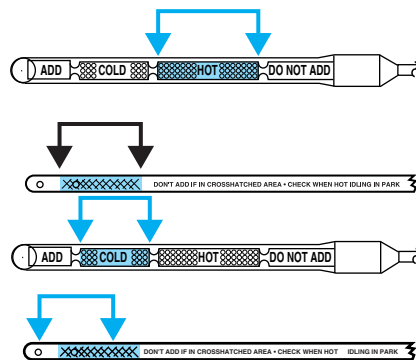 ADD COLD HOT DO NOT ADD
DON'T ADD IF IN CROSSHATCHED AREA • CHECK WHEN HOT IDLING IN PARK
ADD COLD HOT DO NOT ADD
DON'T ADD IF IN CROSSHATCHED AREA • CHECK WHEN HOT IDLING IN PARK